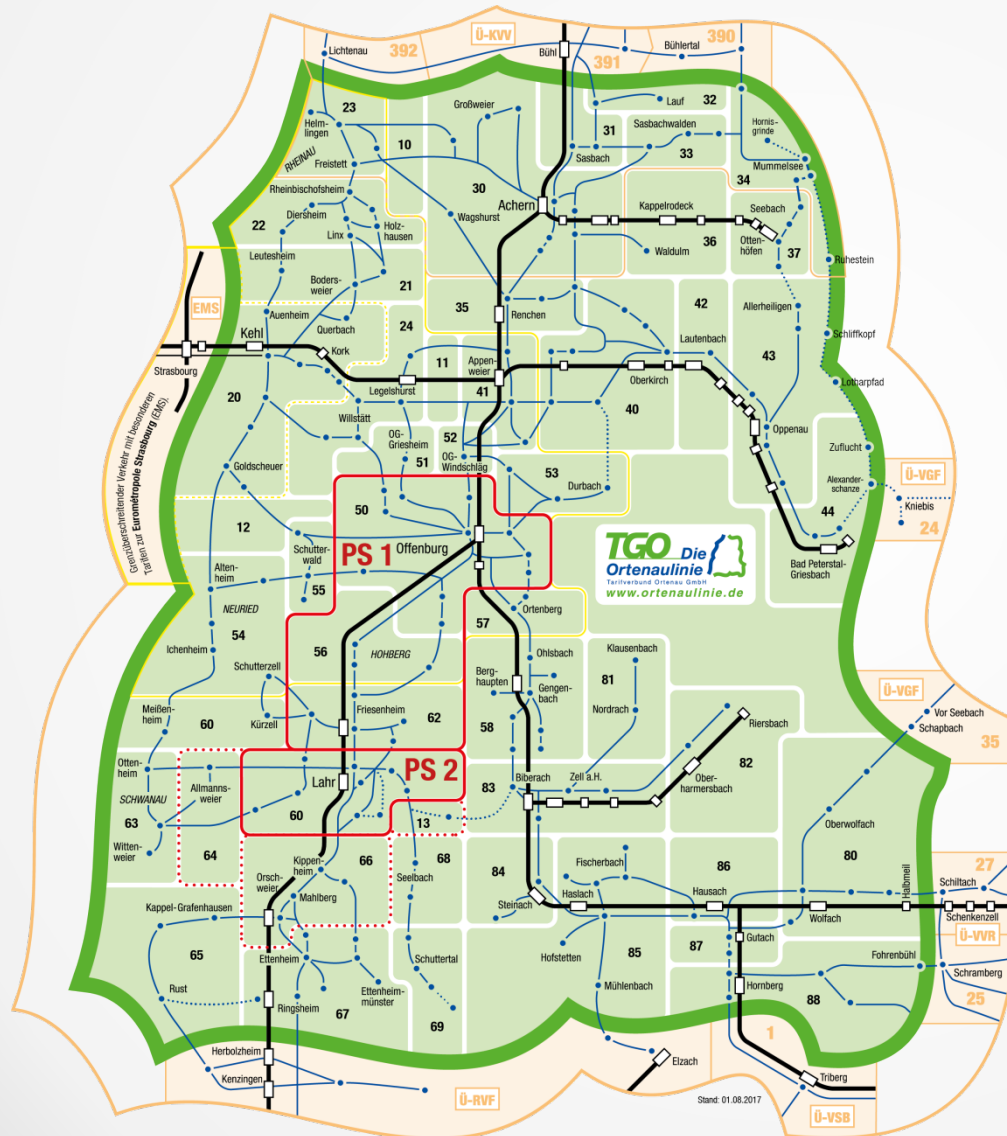 392
Ü-KVV
390
Lichtenau
Bühl
391
Bühlertal
23
Großweier
Lauf
32
Helm-
lingen
10
31
Sasbachwalden
Hornis-
grinde
RHEINAU
Freistett
Sasbach
33
Mummelsee
30
34
Rheinbischofsheim
Achern
Kappelrodeck
Seebach
Diersheim
Wagshurst
22
Linx
Holz-
hausen
36
Otten-
höfen
37
Waldulm
Leutesheim
Ruhestein
Boders-
weier
21
42
EMS
35
Allerheiligen
Auenheim
Renchen
Querbach
24
Schliffkopf
Kehl
Lautenbach
Kork
11
Appen-
weier
43
Strasbourg
Legelshurst
41
Oberkirch
Lotharpfad
20
40
Grenzüberschreitender Verkehr mit besonderen
Tarifen zur Eurométropole Strasbourg (EMS).
Willstätt
OG-
Griesheim
52
Oppenau
Zuflucht
Goldscheuer
51
OG-
Windschläg
53
Ü-VGF
Durbach
Alexander-
schanze
Kniebis
50
44
24
12
PS 1
Offenburg
TGO Die
Ortenaulinie
Tarifverbund Ortenau GmbH
www.ortenaulinie.de
Schutter-
wald
Bad Peterstal-
Griesbach
Alten-
heim
55
NEURIED
57
Ortenberg
54
56
HOHBERG
Ichenheim
Ohlsbach
Klausenbach
Schutterzell
Berg-
haupten
81
Gengen-
bach
Ü-VGF
Meißen-
heim
60
Kürzell
Friesenheim
62
58
Nordrach
Riersbach
Vor Seebach
Schapbach
35
Otten-
heim
Lahr
PS 2
82
SCHWANAU
Allmanns-
weier
83
Biberach
Zell a.H.
Ober-
harmersbach
63
60
13
Oberwolfach
Witten-
weier
64
Kippen-
heim
66
68
84
Fischerbach
86
80
27
Orsch-
weier
Seelbach
Mahlberg
Steinach
Haslach
Hausach
Halbmeil
Schiltach
Kappel-Grafenhausen
Wolfach
Schenkenzell
Ü-VVR
65
Ettenheim
Hofstetten
85
87
Gutach
Fohrenbühl
Schuttertal
Schramberg
Rust
Ettenheim-
münster
Mühlenbach
Hornberg
25
Ringsheim
67
69
88
Herbolzheim
1
Elzach
Kenzingen
Triberg
Ü-RVF
Stand: 01.08.2017
Ü-VSB